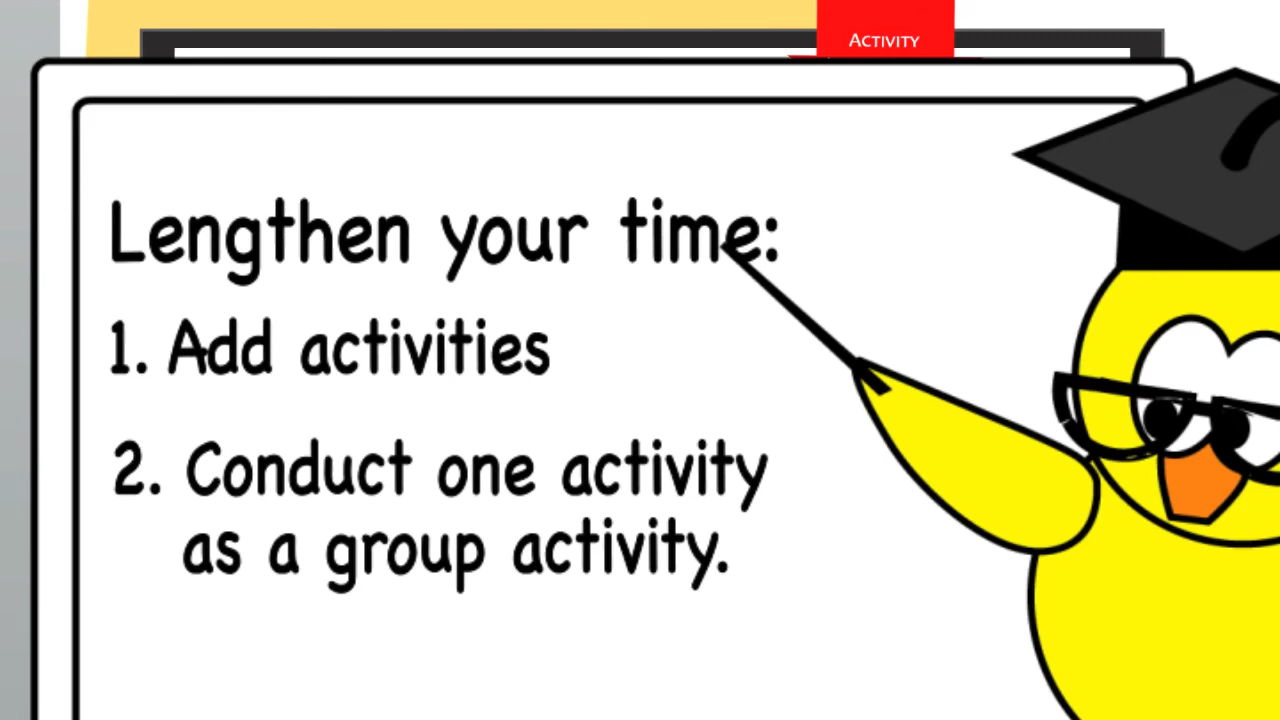 ACTIVITY
Lengthen your time:
1. Add activities
2. Conduct one activity
as a group activity.